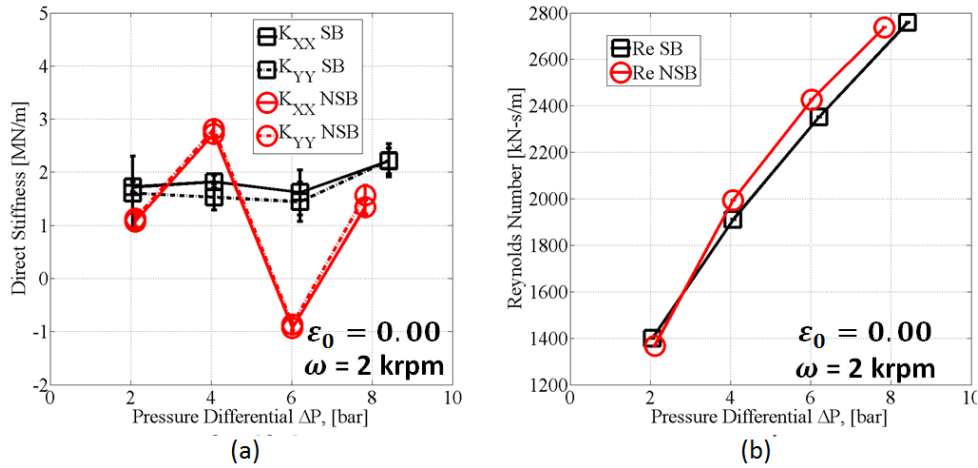 5
4
3
2
1
0
-1
-2
Direct Stiffness [MN/m]
K_XX SB
K_YY SB
K_XX NSB
K_YY NSB
ε₀ = 0.00
ω = 2 krpm
0 2 4 6 8 10
Pressure Differential ΔP, [bar]
(a)
2800
2600
2400
2200
2000
1800
1600
1400
1200
Reynolds Number [kN-s/m]
Re SB
Re NSB
ε₀ = 0.00
ω = 2 krpm
0 2 4 6 8 10
Pressure Differential ΔP, [bar]
(b)